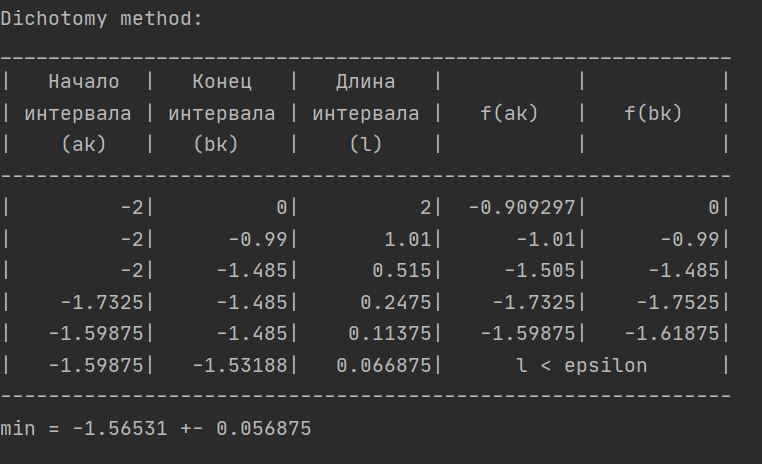 Dichotomy method:
| Начало | Конец | Длина | | |
| интервала | интервала | интервала | f(ak) | f(bk) |
| (ak) | (bk) | (l) | | |
| -2| 0| 2| -0.909297| 0|
| -2| -0.99| 1.01| -1.01| -0.99|
| -2| -1.485| 0.515| -1.505| -1.485|
| -1.7325| -1.485| 0.2475| -1.7325| -1.7525|
| -1.59875| -1.485| 0.11375| -1.59875| -1.61875|
| -1.59875| -1.53188| 0.066875| l < epsilon |
min = -1.56531 +- 0.056875